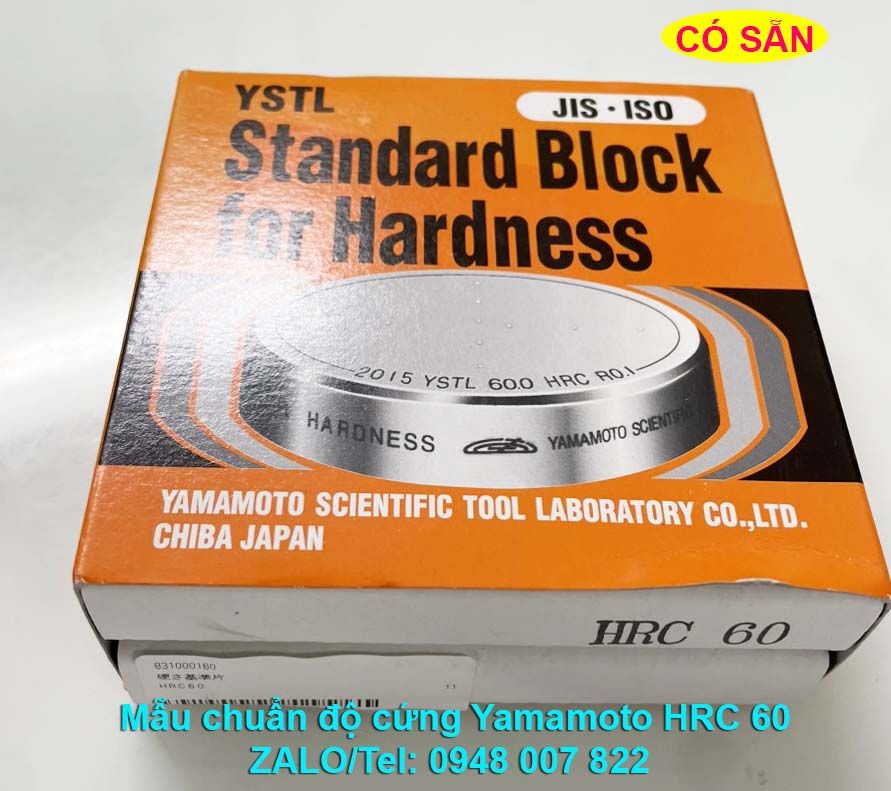 CÓ SẴN
YSTL
JIS・ISO
Standard Block
for Hardness
2015 YSTL 60.0 HRC R0.1
HARDNESS
YAMAMOTO SCIENTIFIC
YAMAMOTO SCIENTIFIC TOOL LABORATORY CO.,LTD.
CHIBA JAPAN
HRC 60
831000160
硬さ基準片
HRC60
Mẫu chuẩn độ cứng Yamamoto HRC 60
ZALO/Tel: 0948 007 822